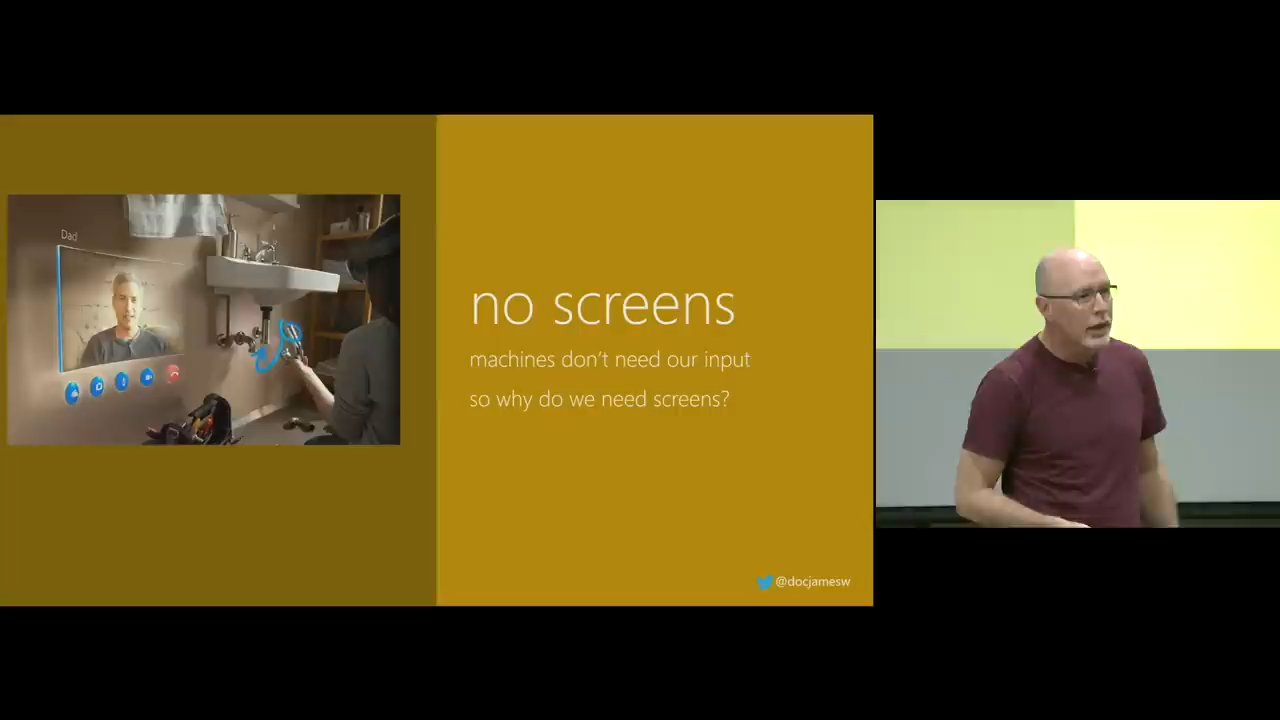 Dad
no screens
machines don't need our input
so why do we need screens?
@docjamesw